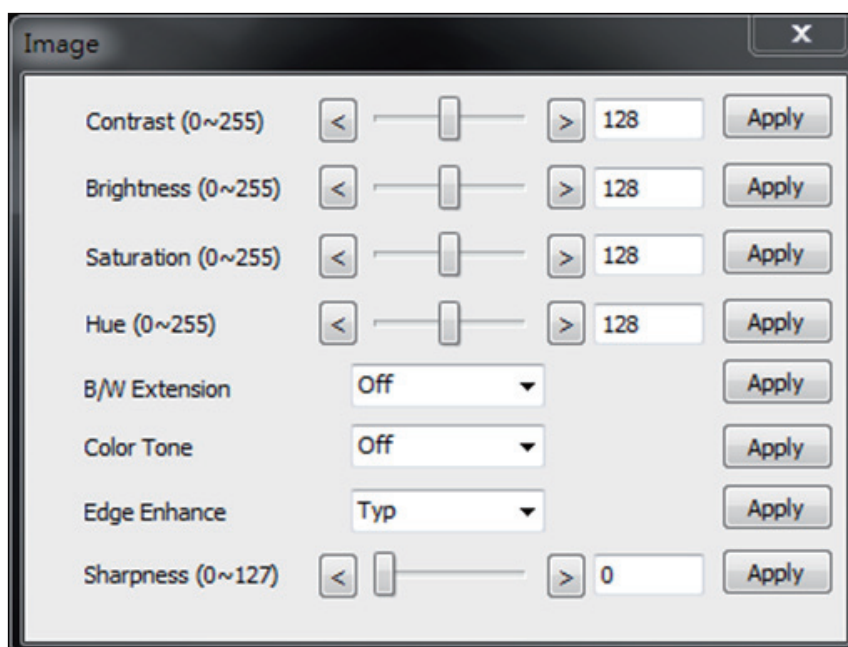 Image x
Contrast (0~255) < > 128 Apply
Brightness (0~255) < > 128 Apply
Saturation (0~255) < > 128 Apply
Hue (0~255) < > 128 Apply
B/W Extension Off Apply
Color Tone Off Apply
Edge Enhance Typ Apply
Sharpness (0~127) < > 0 Apply